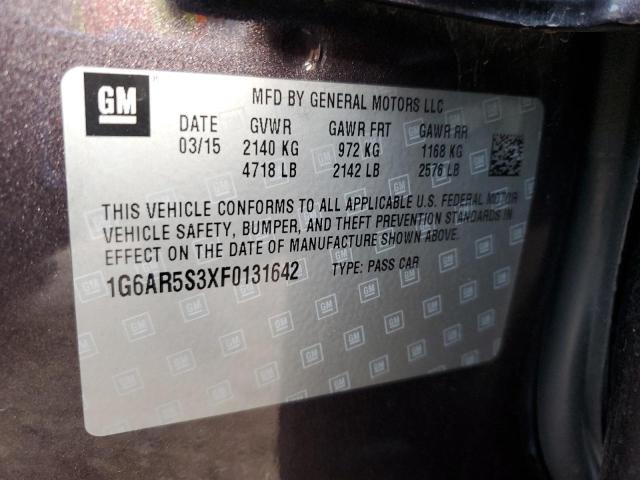 GM
MFD BY GENERAL MOTORS LLC
DATE GVWR GAWR FRT GAWR RR
03/15 2140 KG 972 KG 1168 KG
4718 LB 2142 LB 2576 LB
THIS VEHICLE CONFORMS TO ALL APPLICABLE U.S. FEDERAL MOTOR
VEHICLE SAFETY, BUMPER, AND THEFT PREVENTION STANDARDS IN
EFFECT ON THE DATE OF MANUFACTURE SHOWN ABOVE.
1G6AR5S3XF0131642 TYPE: PASS CAR